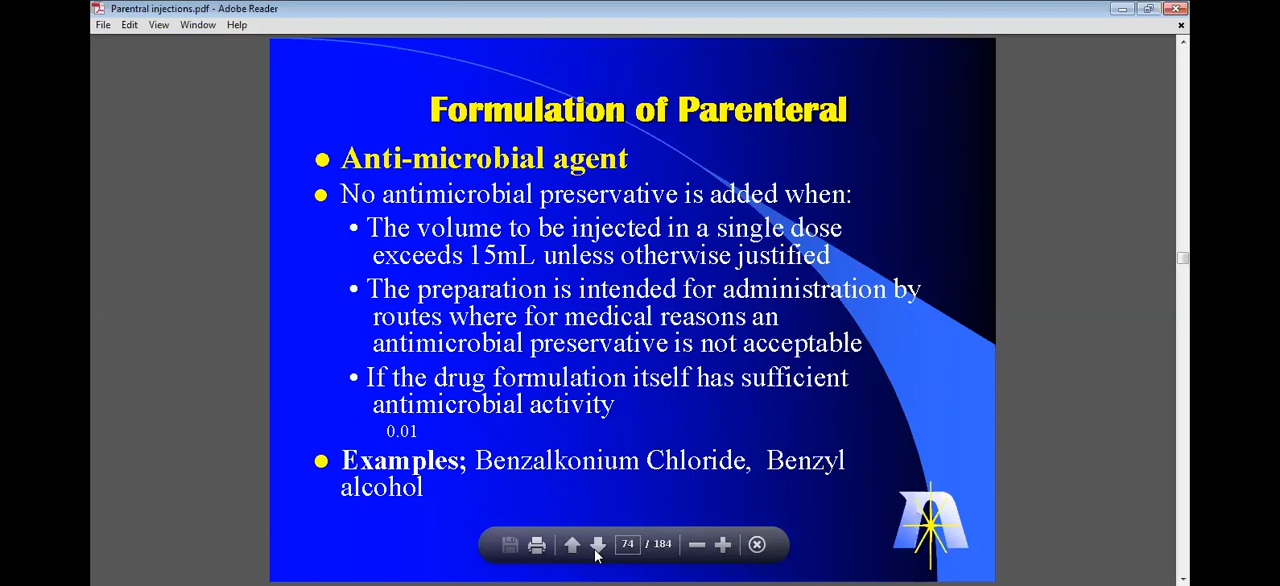 Parentral injections.pdf - Adobe Reader
File Edit View Window Help
Formulation of Parenteral
Anti-microbial agent
No antimicrobial preservative is added when:
• The volume to be injected in a single dose
exceeds 15mL unless otherwise justified
• The preparation is intended for administration by
routes where for medical reasons an
antimicrobial preservative is not acceptable
• If the drug formulation itself has sufficient
antimicrobial activity
0.01
Examples; Benzalkonium Chloride, Benzyl
alcohol
74 / 184